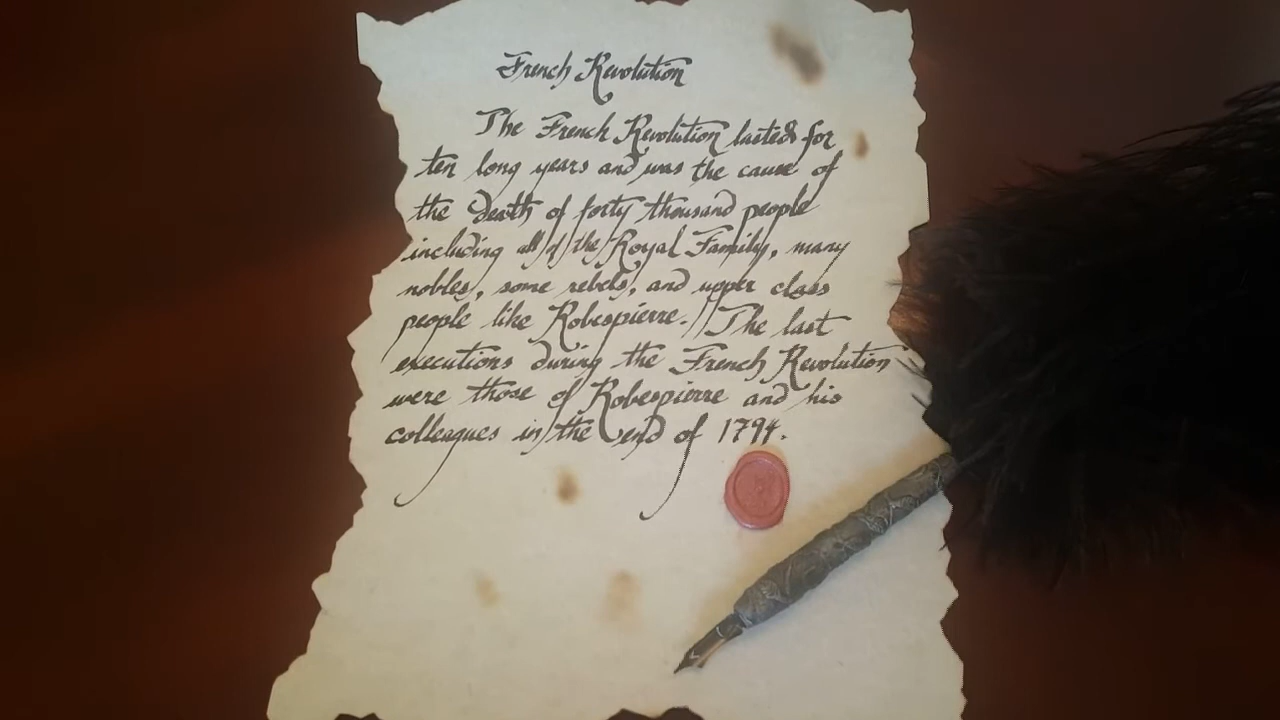 French Revolution
The French Revolution lasted for
ten long years and was the cause of
the death of forty thousand people
including all of the Royal Family, many
nobles, some rebels, and upper class
people like Robespierre. The last
executions during the French Revolution
were those of Robespierre and his
colleagues in the end of 1794.